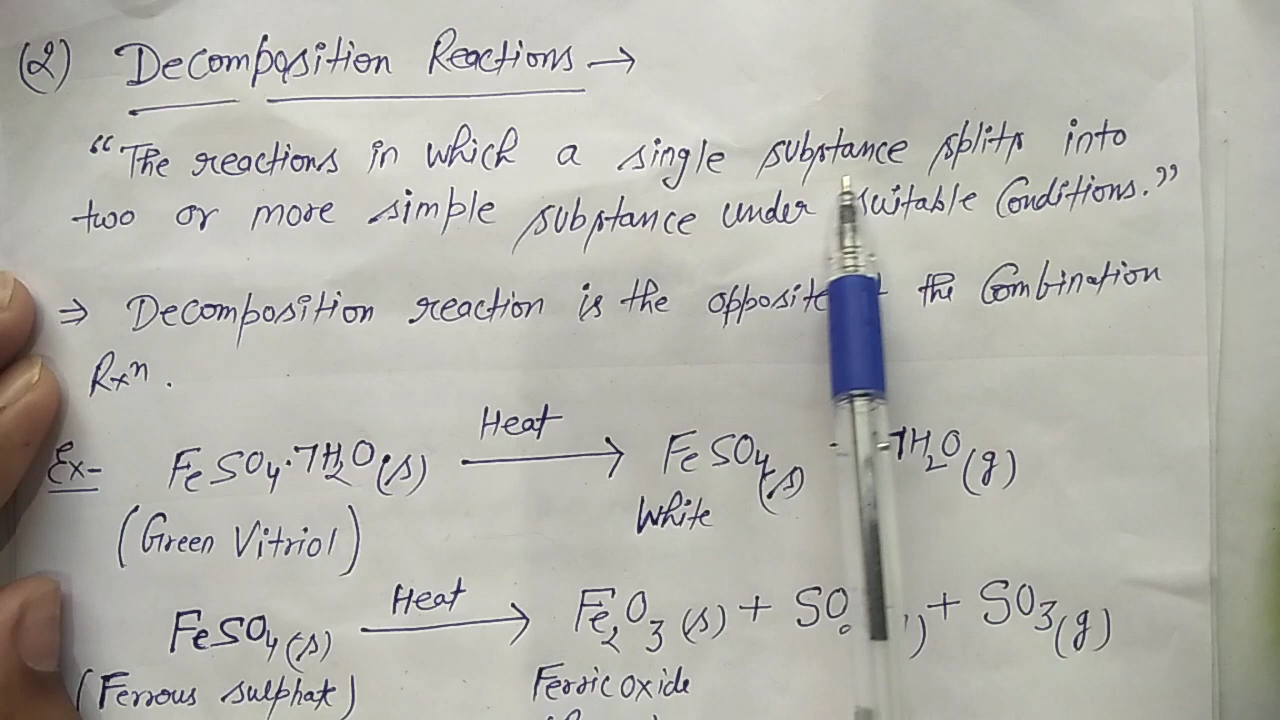 (2) Decomposition Reactions →
“The reactions in which a single substance splits into
two or more simple substance under suitable Conditions.”
⇒ Decomposition reaction is the opposite the Combination
Rxn.
Ex- FeSO₄·7H₂O(s) Heat → FeSO₄(s) 7H₂O(g)
(Green Vitriol) White
FeSO₄(s) Heat → Fe₂O₃(s) + SO + SO₃(g)
(Ferrous sulphat) Ferric oxide